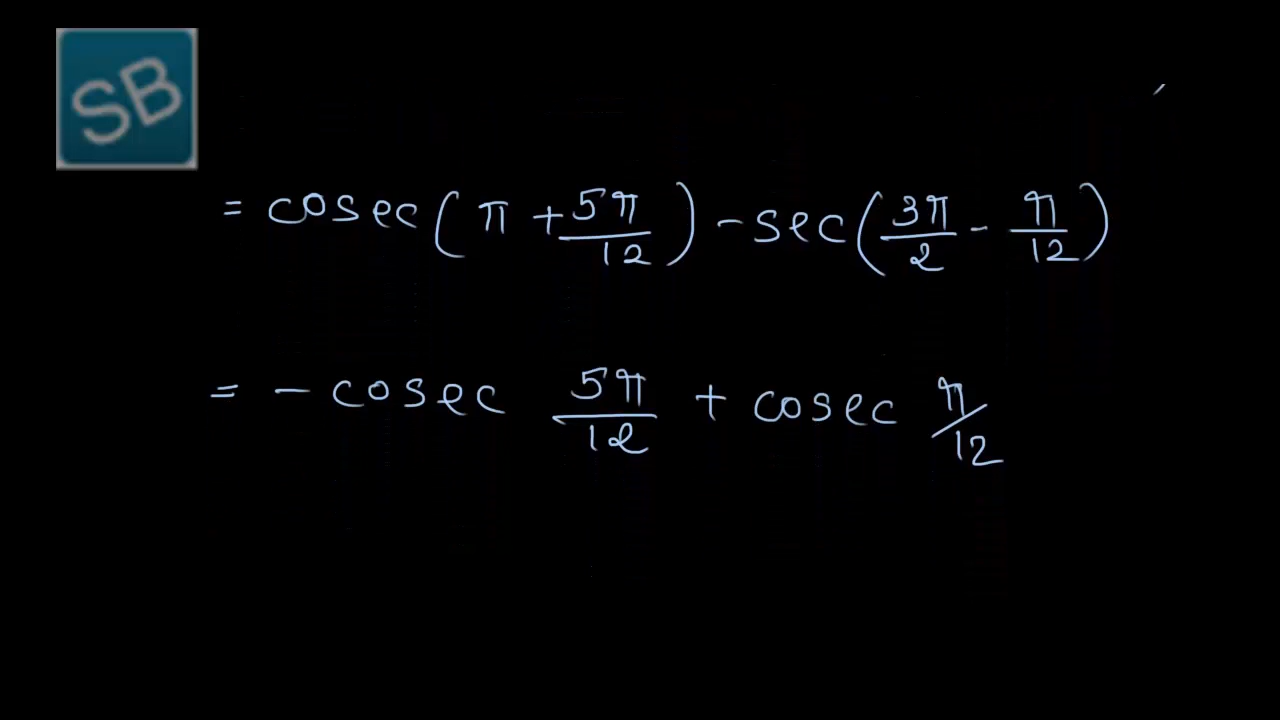 SB
= cosec(π + 5π/12) - sec(3π/2 - π/12)
= - cosec 5π/12 + cosec π/12